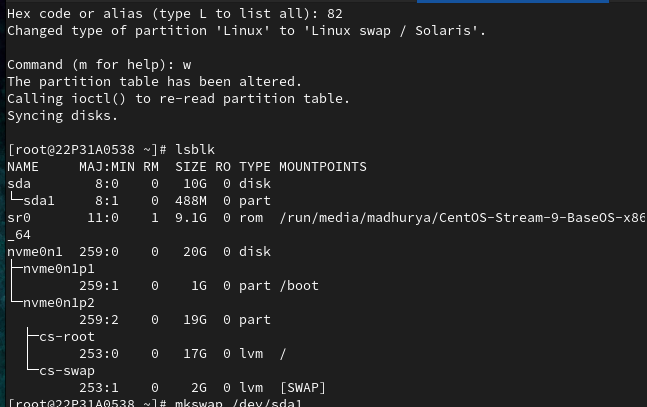 Hex code or alias (type L to list all): 82
Changed type of partition 'Linux' to 'Linux swap / Solaris'.
Command (m for help): w
The partition table has been altered.
Calling ioctl() to re-read partition table.
Syncing disks.
[root@22P31A0538 ~]# lsblk
NAME MAJ:MIN RM SIZE RO TYPE MOUNTPOINTS
sda 8:0 0 10G 0 disk
└─sda1 8:1 0 488M 0 part
sr0 11:0 1 9.1G 0 rom /run/media/madhurya/CentOS-Stream-9-BaseOS-x86
_64
nvme0n1 259:0 0 20G 0 disk
├─nvme0n1p1
│ 259:1 0 1G 0 part /boot
└─nvme0n1p2
259:2 0 19G 0 part
├─cs-root
│ 253:0 0 17G 0 lvm /
└─cs-swap
253:1 0 2G 0 lvm [SWAP]
[root@22P31A0538 ~]# mkswap /dev/sda1